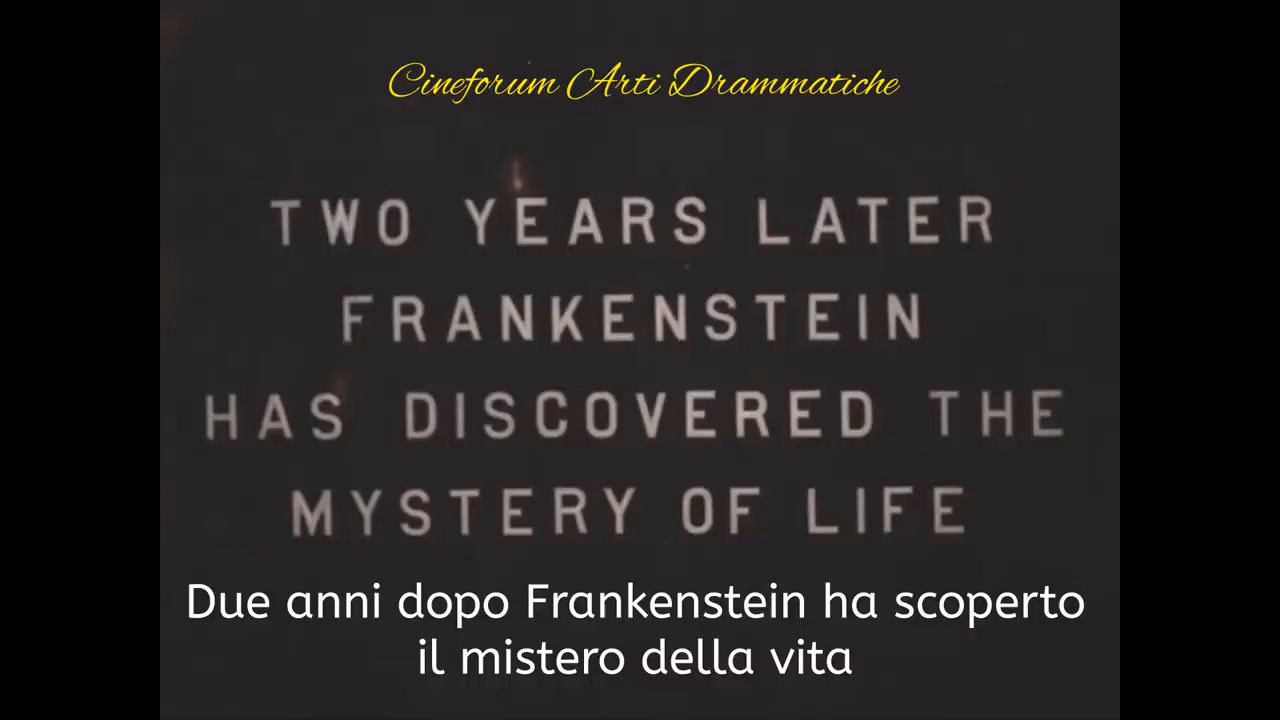 Cineforum Arti Drammatiche
TWO YEARS LATER
FRANKENSTEIN
HAS DISCOVERED THE
MYSTERY OF LIFE
Due anni dopo Frankenstein ha scoperto
il mistero della vita